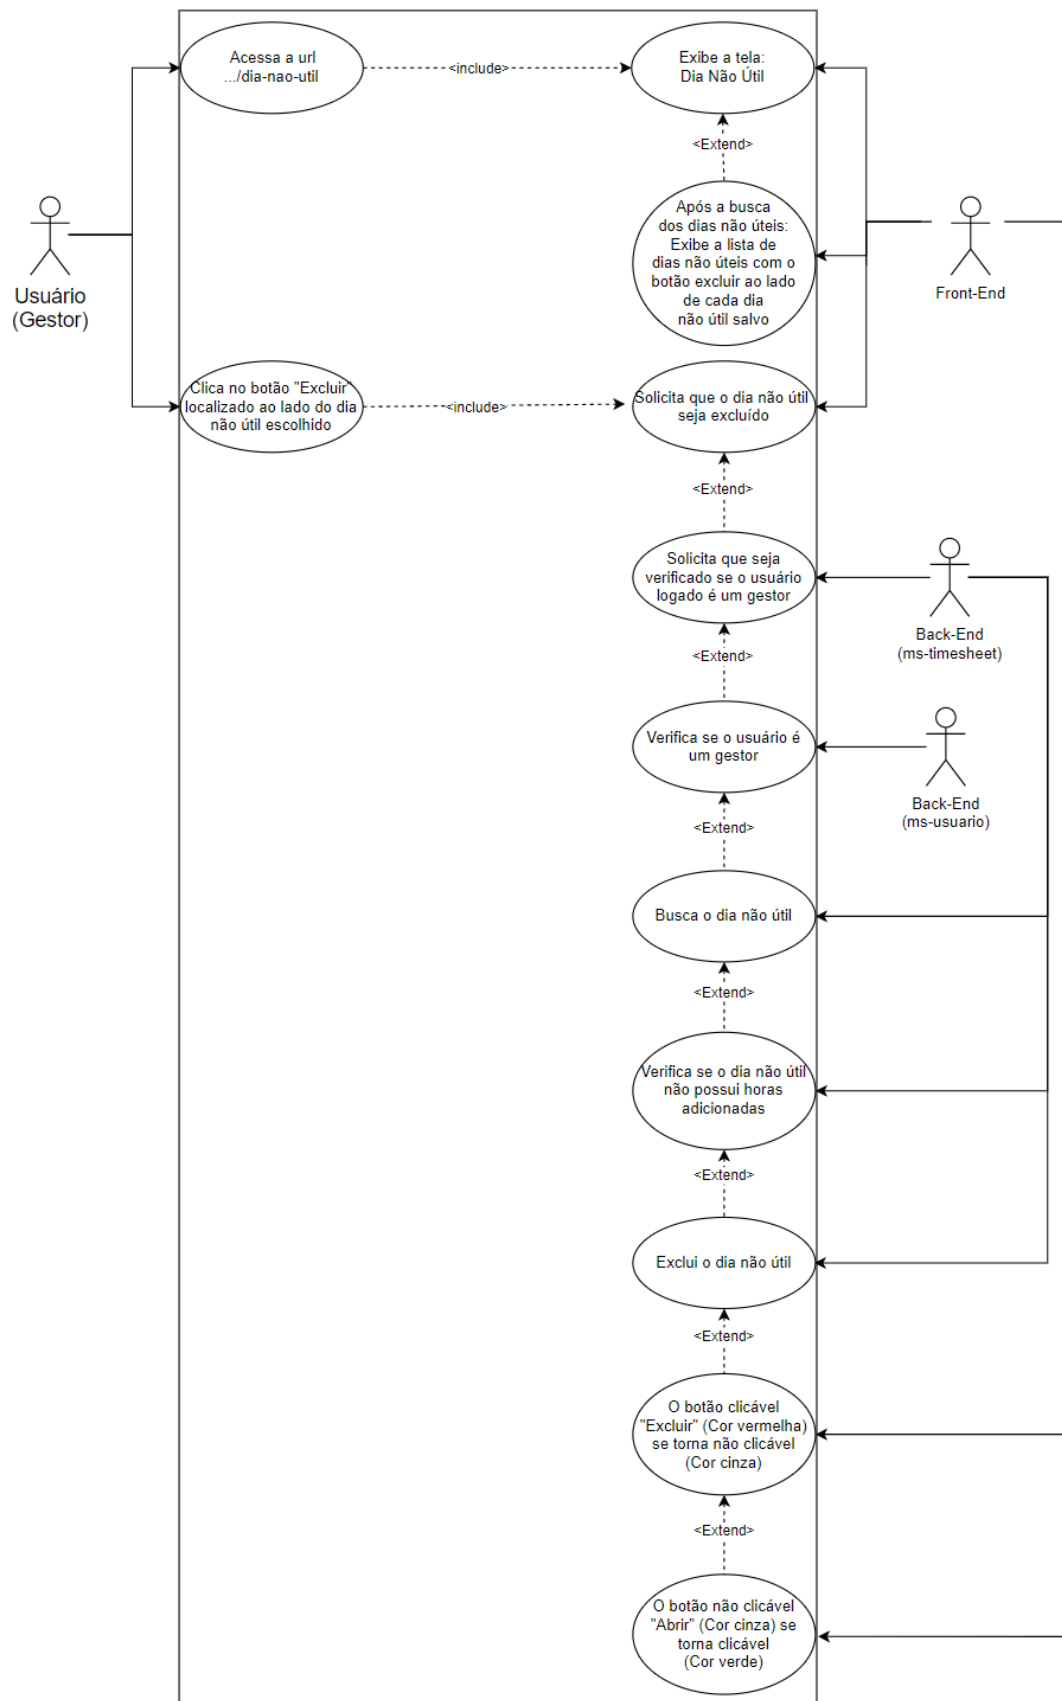 Acessa a url
.../dia-nao-util
<include>
Exibe a tela:
Dia Não Útil
<Extend>
Após a busca
dos dias não úteis:
Exibe a lista de
dias não úteis com o
botão excluir ao lado
de cada dia
não útil salvo
Usuário
(Gestor)
Front-End
Clica no botão "Excluir"
localizado ao lado do dia
não útil escolhido
<include>
Solicita que o dia não útil
seja excluído
<Extend>
Solicita que seja
verificado se o usuário
logado é um gestor
Back-End
(ms-timesheet)
<Extend>
Verifica se o usuário é
um gestor
Back-End
(ms-usuario)
<Extend>
Busca o dia não útil
<Extend>
Verifica se o dia não útil
não possui horas
adicionadas
<Extend>
Exclui o dia não útil
<Extend>
O botão clicável
"Excluir" (Cor vermelha)
se torna não clicável
(Cor cinza)
<Extend>
O botão não clicável
"Abrir" (Cor cinza) se
torna clicável
(Cor verde)